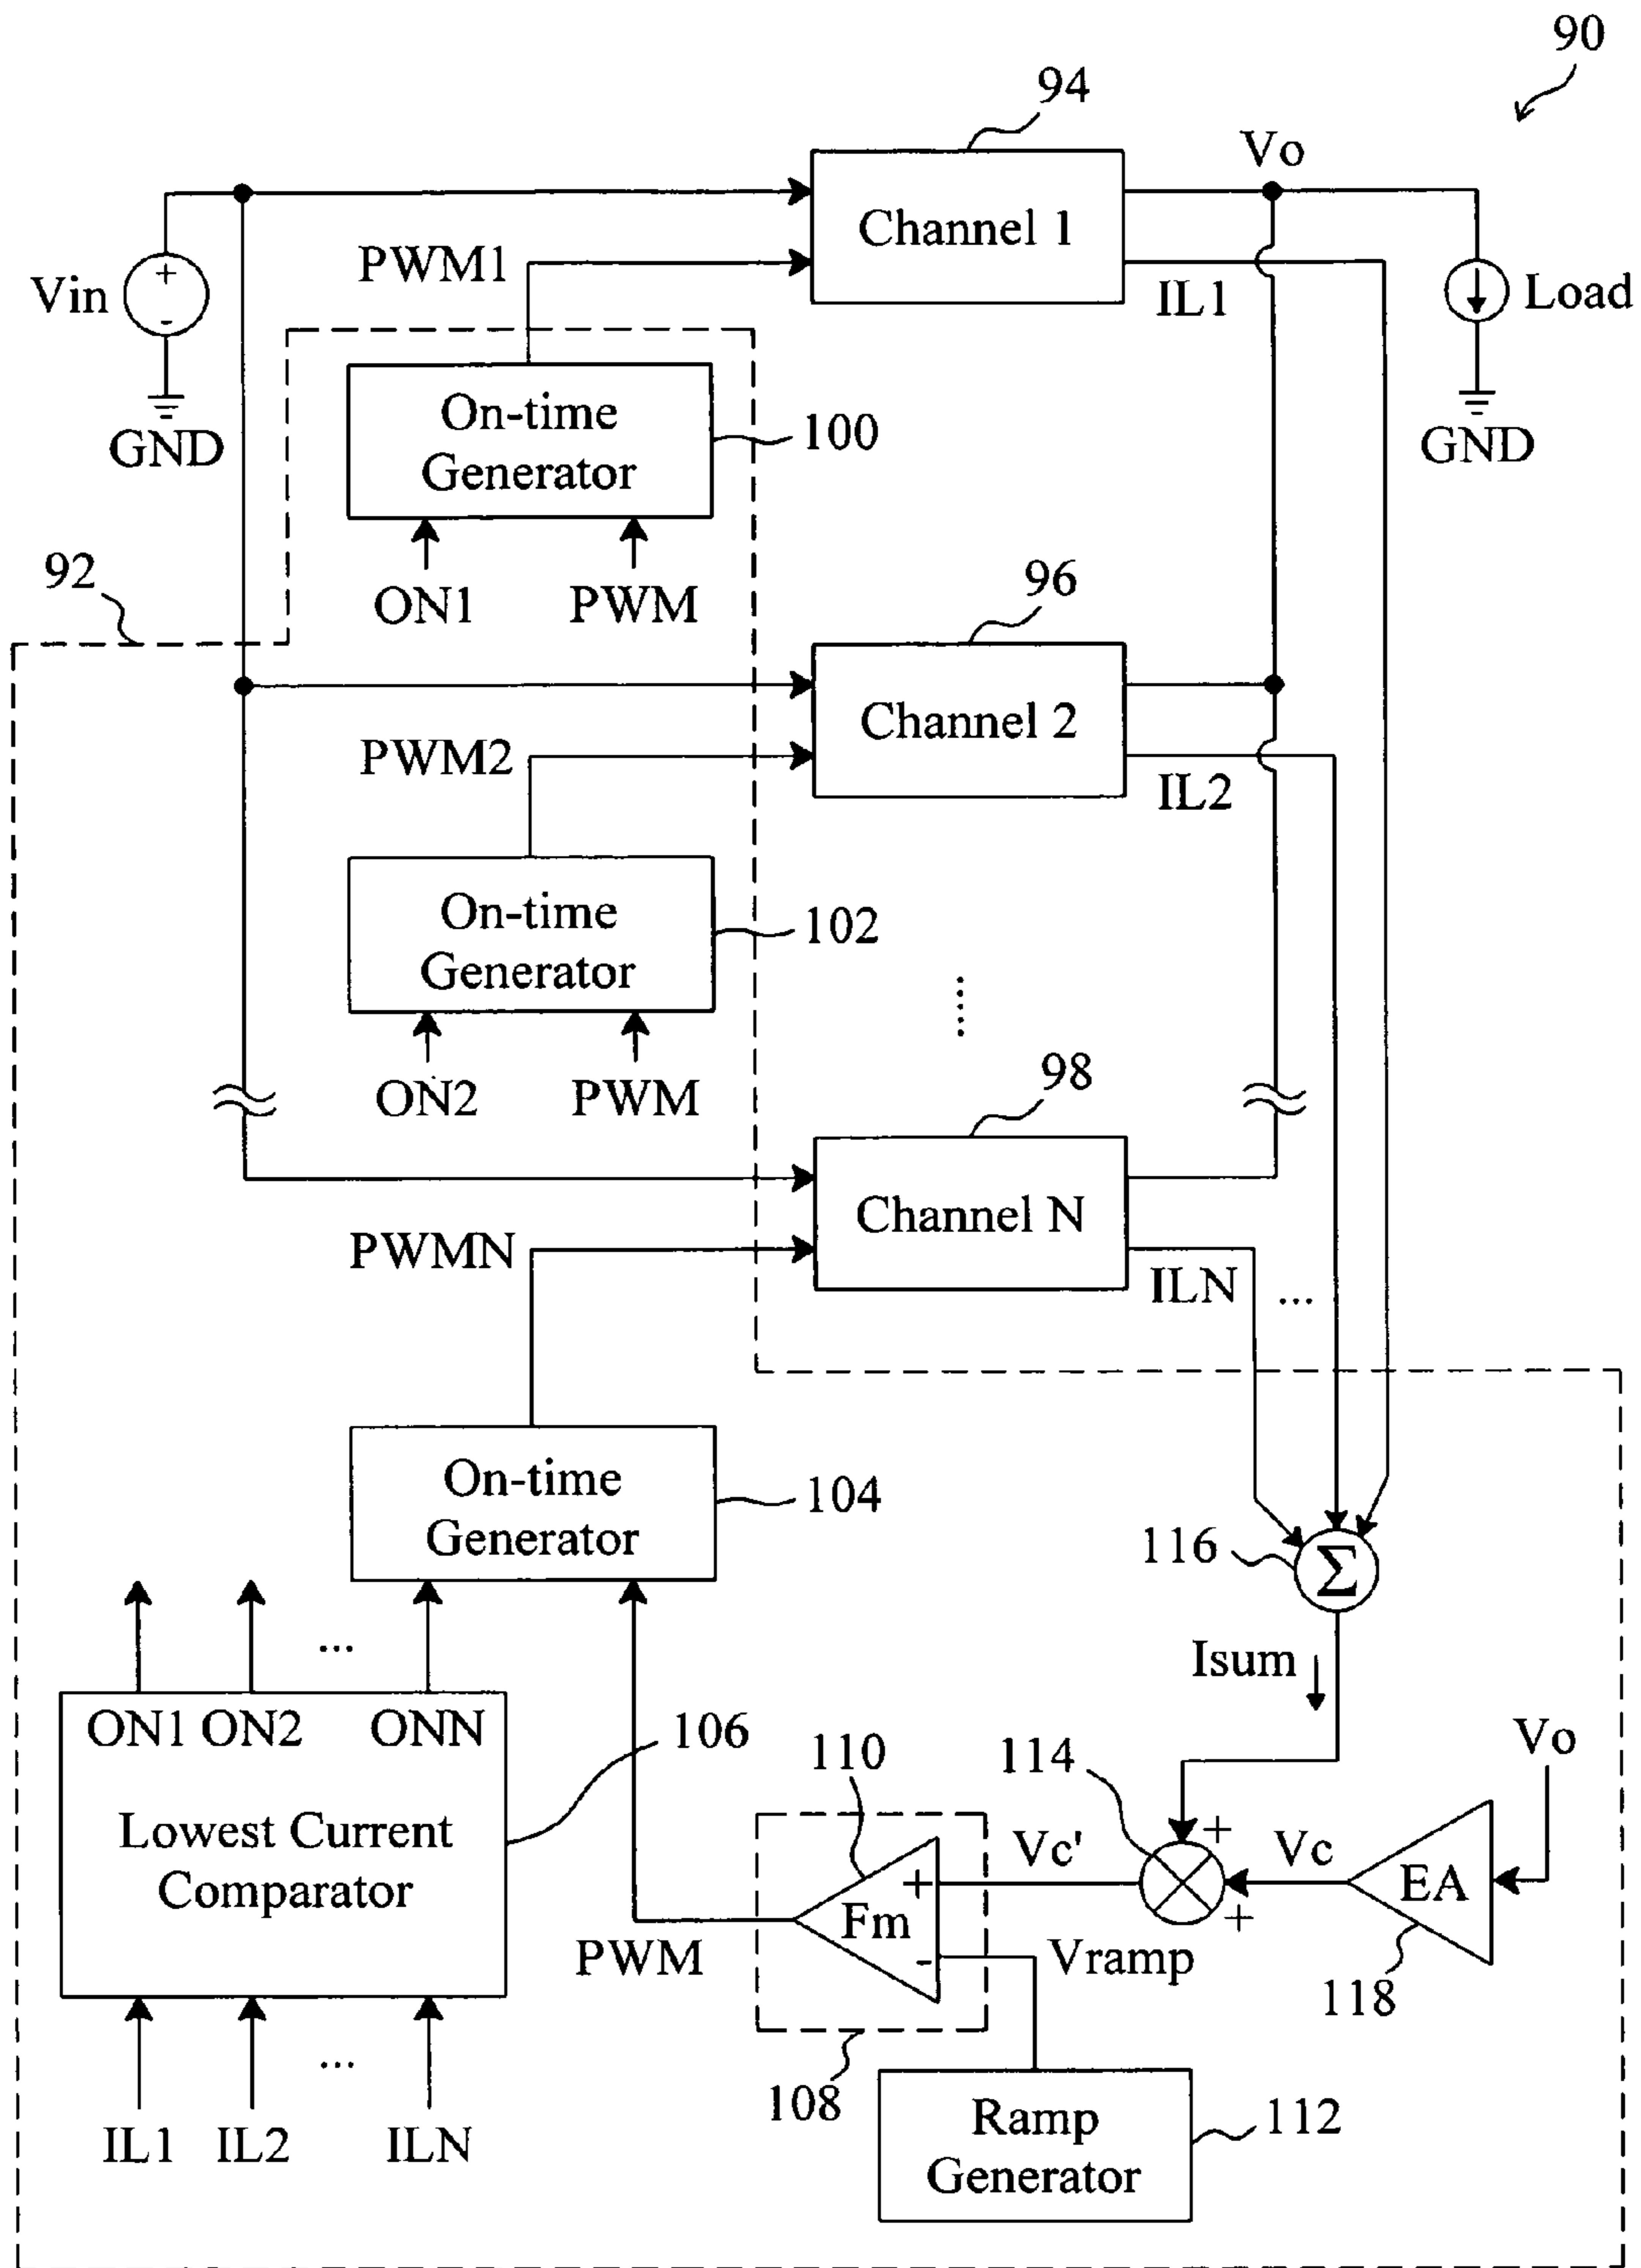 90
94
Vo
Channel 1
PWM1
Vin
+
-
IL1
Load
GND
GND
On-time
Generator
100
92
ON1
PWM
96
Channel 2
PWM2
IL2
On-time
Generator
102
......
ON2
PWM
98
Channel N
PWMN
ILN
...
On-time
Generator
104
116
Σ
...
Isum
ON1 ON2 ONN
106
110
114
Vo
Lowest Current
Comparator
+
Vc'
Vc
+
EA
+
Fm
-
PWM
Vramp
118
...
108
IL1 IL2 ILN
Ramp
Generator
112